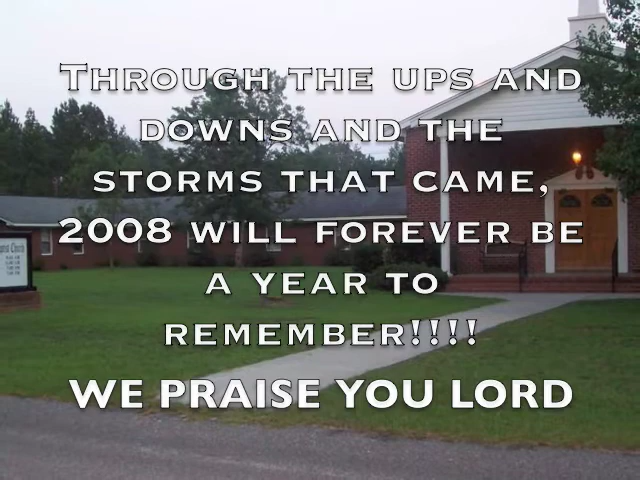 THROUGH THE UPS AND
DOWNS AND THE
STORMS THAT CAME,
2008 WILL FOREVER BE
A YEAR TO
REMEMBER!!!!
WE PRAISE YOU LORD
Church